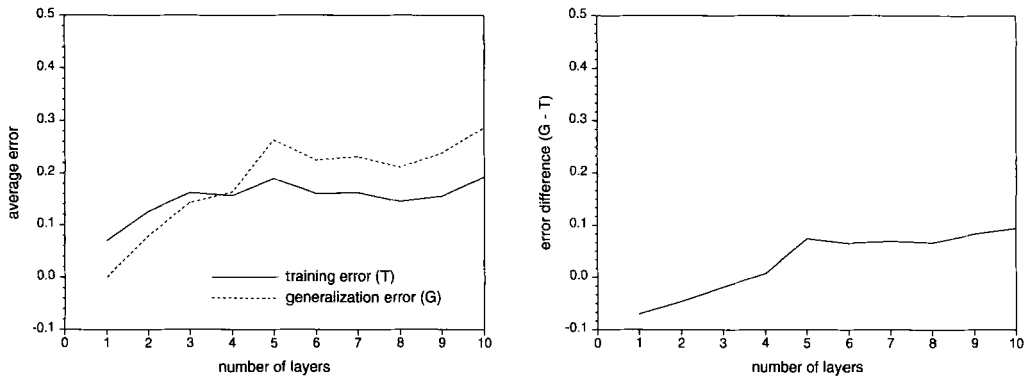 0.5
0.4
0.3
0.2
0.1
0.0
-0.1
average error
0 1 2 3 4 5 6 7 8 9 10
number of layers
training error (T)
generalization error (G)
0.5
0.4
0.3
0.2
0.1
0.0
-0.1
error difference (G - T)
0 1 2 3 4 5 6 7 8 9 10
number of layers